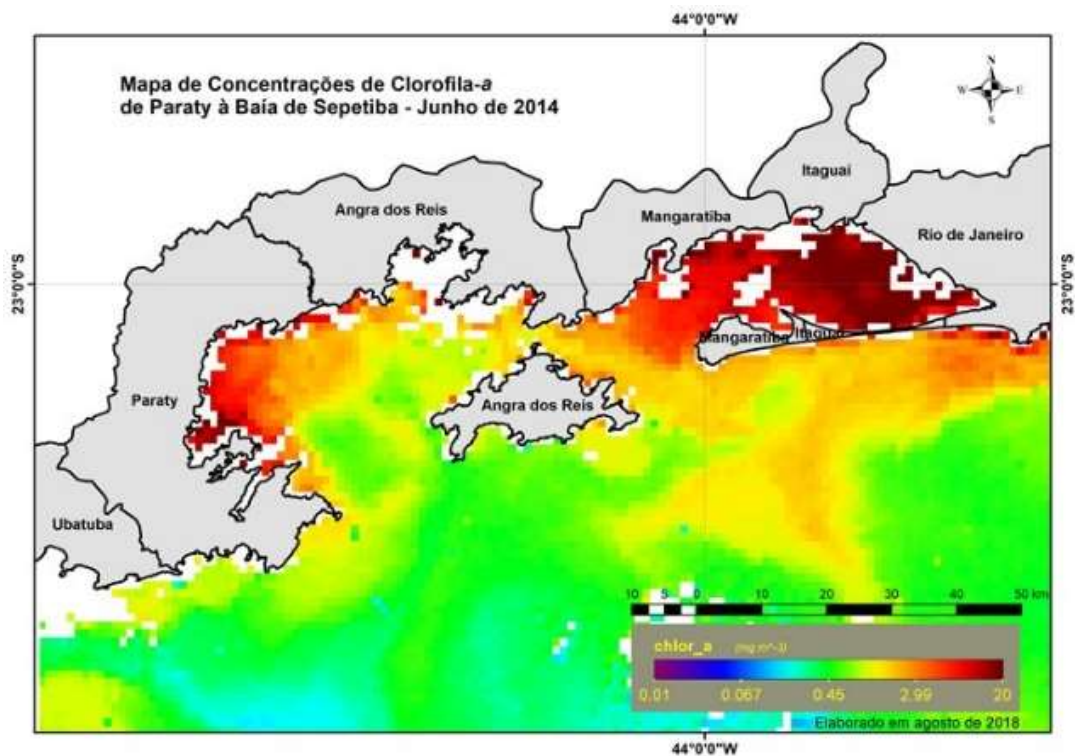 44°0'0"W
Mapa de Concentrações de Clorofila-a
de Paraty à Baía de Sepetiba - Junho de 2014
N
W E
S
Itaguaí
Angra dos Reis
Mangaratiba
Rio de Janeiro
23°0'0"S
23°0'0"S
Mangaratiba
Itaguaí
Paraty
Angra dos Reis
Ubatuba
10 5 0 10 20 30 40 50 km
chlor_a (mg m^-3)
0.01 0.067 0.45 2.99 20
Elaborado em agosto de 2018
44°0'0"W